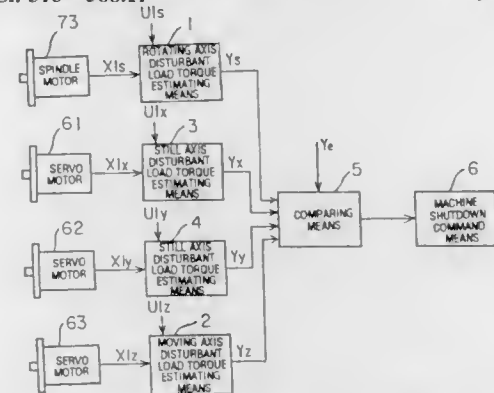 73
SPINDLE
MOTOR
X1s
U1s
1
ROTATING AXIS
DISTURBANT
LOAD TORQUE
ESTIMATING
MEANS
Ys
61
SERVO
MOTOR
X1x
U1x
3
STILL AXIS
DISTURBANT
LOAD TORQUE
ESTIMATING
MEANS
Yx
62
SERVO
MOTOR
X1y
U1y
4
STILL AXIS
DISTURBANT
LOAD TORQUE
ESTIMATING
MEANS
Yy
63
SERVO
MOTOR
X1z
U1z
2
MOVING AXIS
DISTURBANT
LOAD TORQUE
ESTIMATING
MEANS
Yz
Ye
5
COMPARING
MEANS
6
MACHINE
SHUTDOWN
COMMAND
MEANS